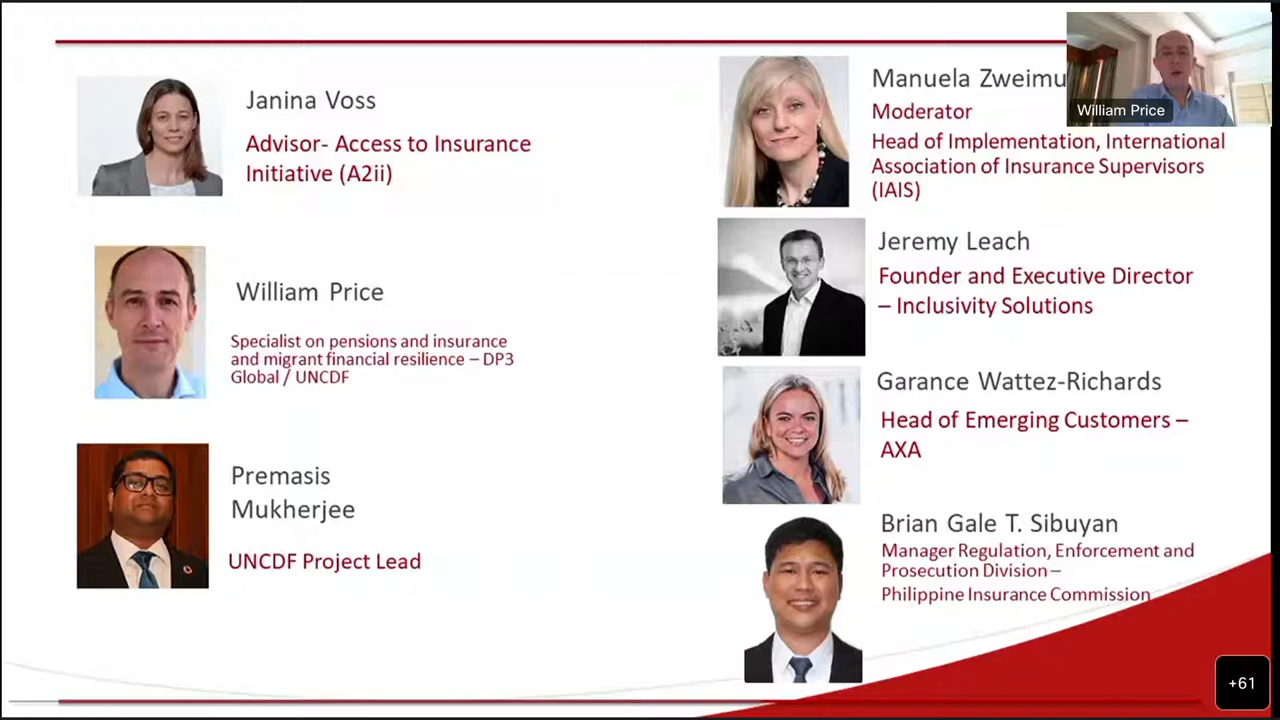 Janina Voss
Advisor- Access to Insurance
Initiative (A2ii)
William Price
Specialist on pensions and insurance
and migrant financial resilience – DP3
Global / UNCDF
Premasis
Mukherjee
UNCDF Project Lead
Manuela Zweimu
Moderator
Head of Implementation, International
Association of Insurance Supervisors
(IAIS)
Jeremy Leach
Founder and Executive Director
– Inclusivity Solutions
Garance Wattez-Richards
Head of Emerging Customers –
AXA
Brian Gale T. Sibuyan
Manager Regulation, Enforcement and
Prosecution Division –
Philippine Insurance Commission
William Price
+61